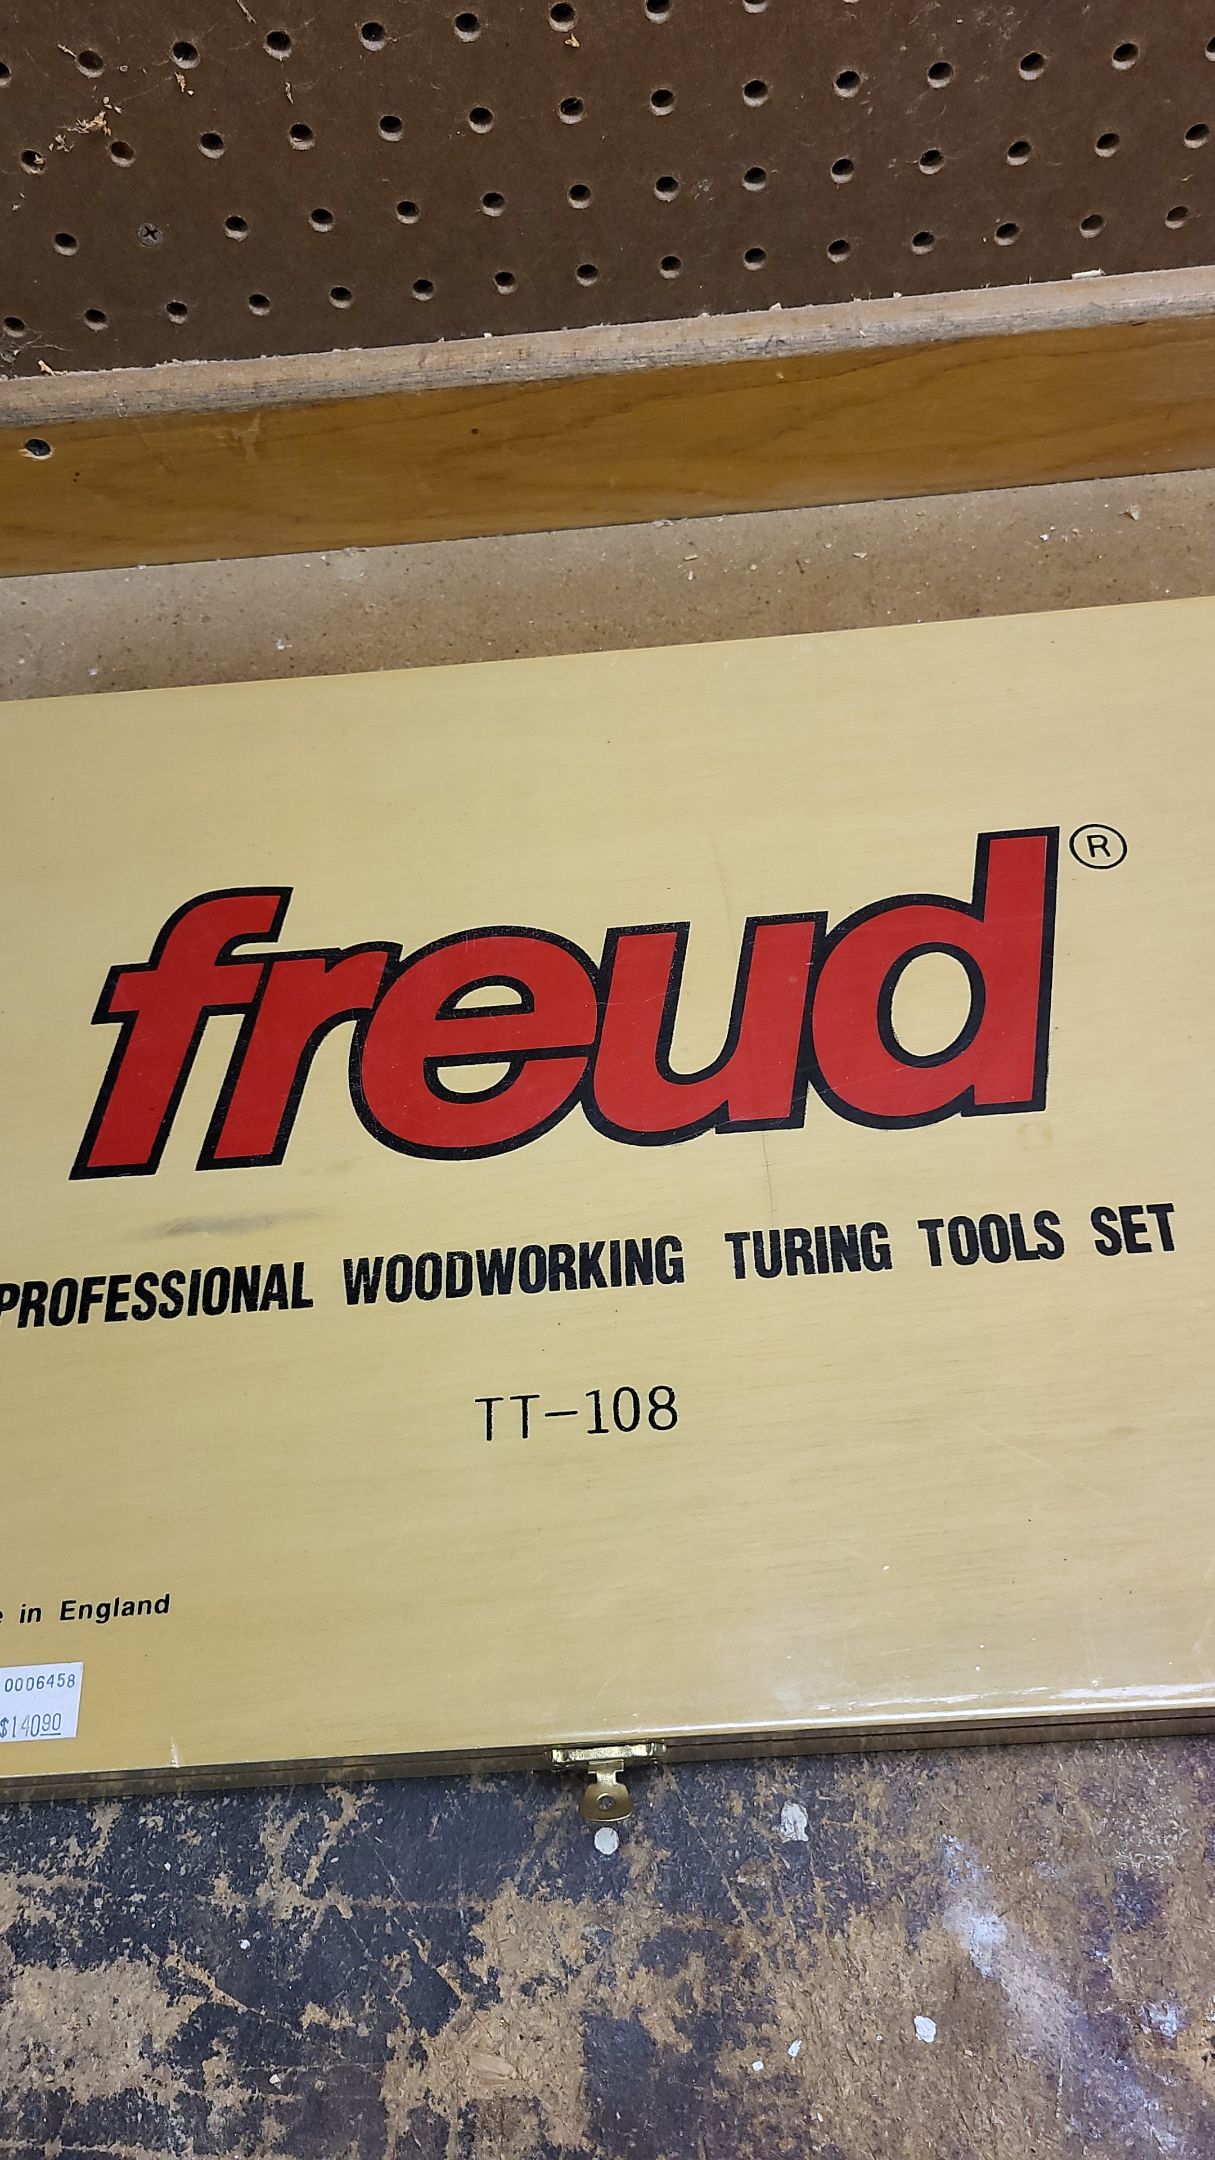 freud®
PROFESSIONAL WOODWORKING TURING TOOLS SET
TT-108
in England
0006458
$14090